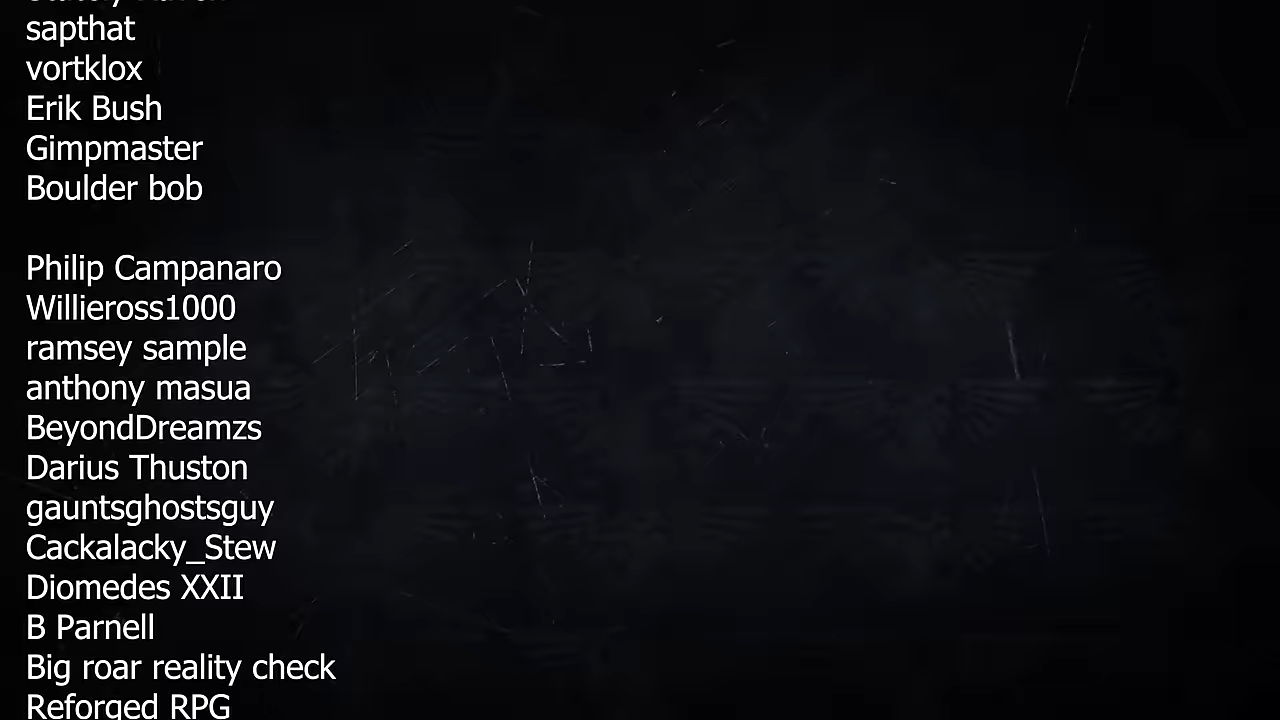 sapthat
vortklox
Erik Bush
Gimpmaster
Boulder bob
Philip Campanaro
Willieross1000
ramsey sample
anthony masua
BeyondDreamzs
Darius Thuston
gauntsghostsguy
Cackalacky_Stew
Diomedes XXII
B Parnell
Big roar reality check
Reforged RPG